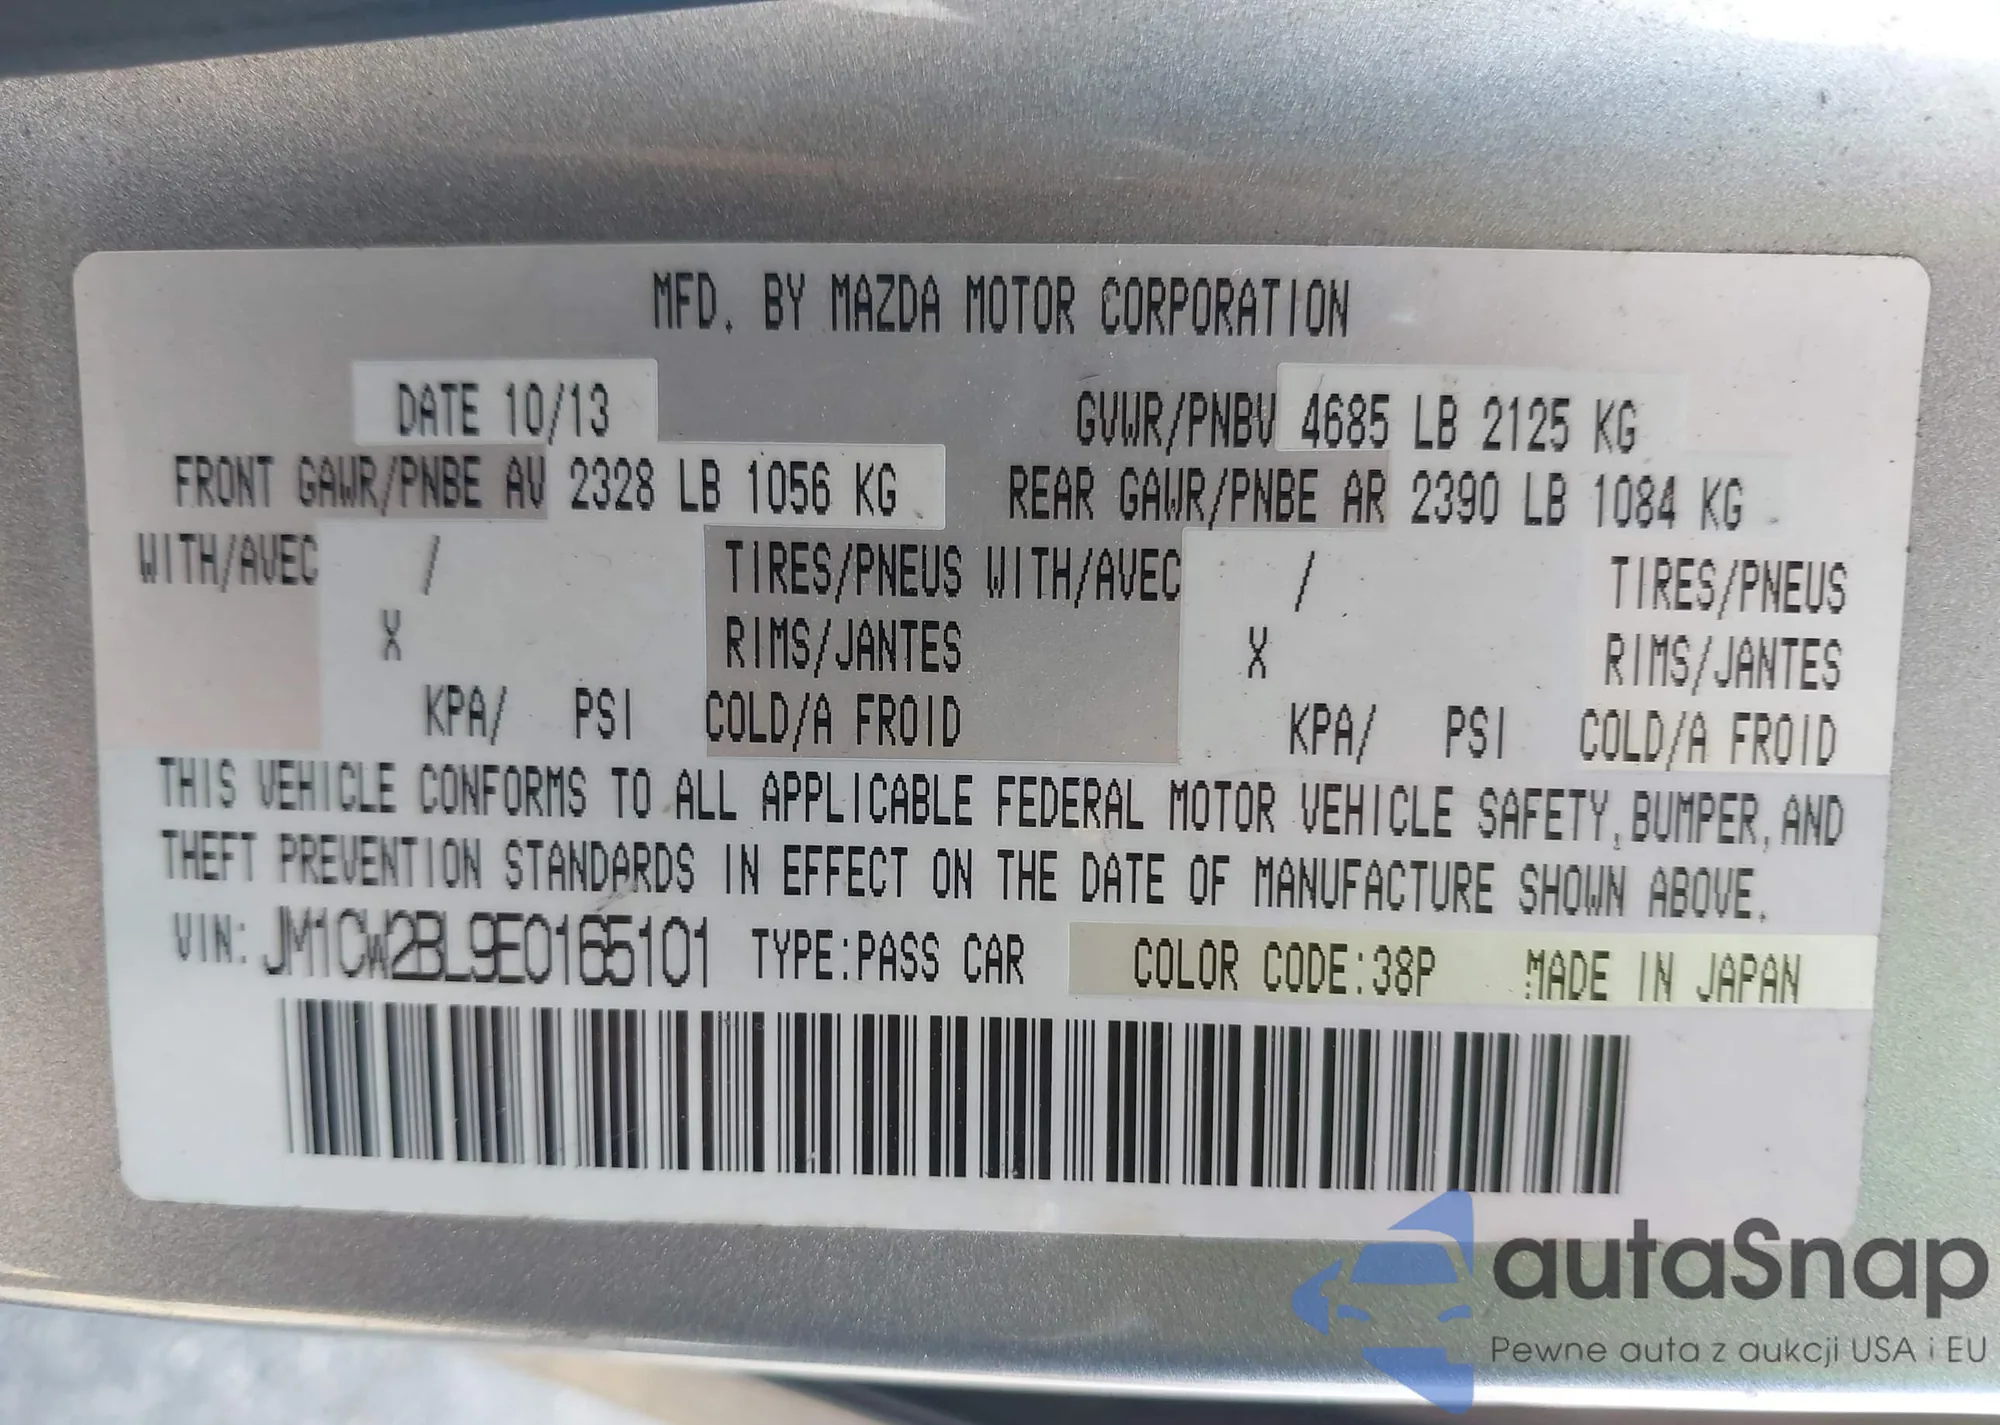 MFD. BY MAZDA MOTOR CORPORATION
DATE 10/13 GVWR/PNBV 4685 LB 2125 KG
FRONT GAWR/PNBE AV 2328 LB 1056 KG REAR GAWR/PNBE AR 2390 LB 1084 KG
WITH/AVEC / TIRES/PNEUS WITH/AVEC / TIRES/PNEUS
X RIMS/JANTES X RIMS/JANTES
KPA/ PSI COLD/A FROID KPA/ PSI COLD/A FROID
THIS VEHICLE CONFORMS TO ALL APPLICABLE FEDERAL MOTOR VEHICLE SAFETY, BUMPER, AND
THEFT PREVENTION STANDARDS IN EFFECT ON THE DATE OF MANUFACTURE SHOWN ABOVE.
VIN: JM1CW2BL9E0165101 TYPE:PASS CAR COLOR CODE:38P MADE IN JAPAN
autaSnap
Pewne auta z aukcji USA i EU